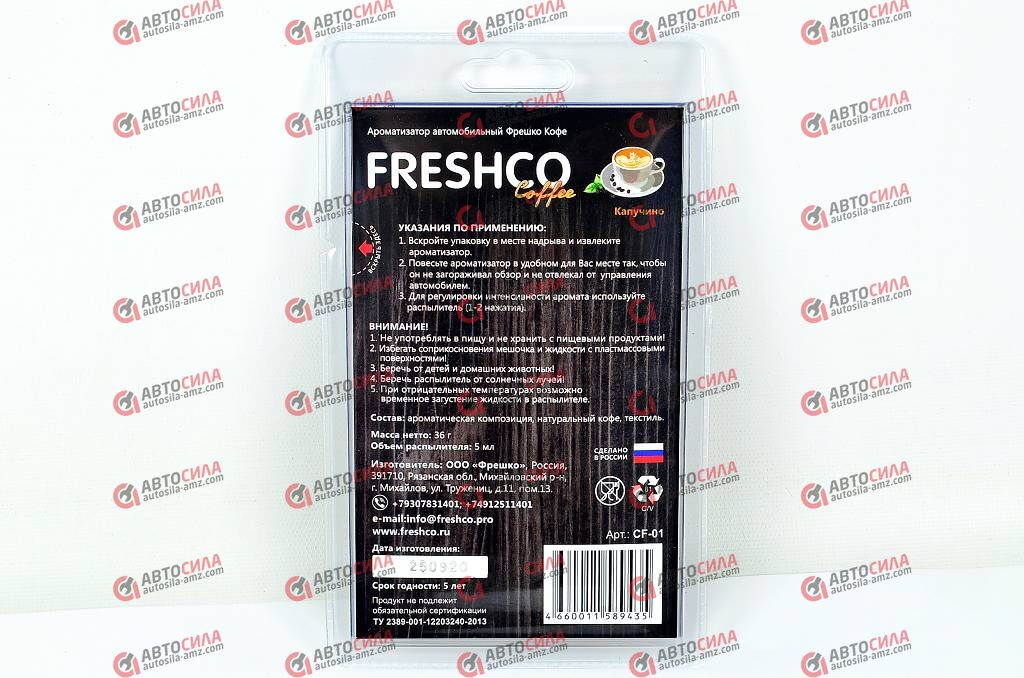 Ароматизатор автомобильный Фрешко Кофе
FRESHCO
Coffee
Капучино
ВСКРЫТЬ ЗДЕСЬ
УКАЗАНИЯ ПО ПРИМЕНЕНИЮ:
1. Вскройте упаковку в месте надрыва и извлеките
ароматизатор.
2. Повесьте ароматизатор в удобном для Вас месте так, чтобы
он не загораживал обзор и не отвлекал от управления
автомобилем.
3. Для регулировки интенсивности аромата используйте
распылитель (1-2 нажатия).
ВНИМАНИЕ!
1. Не употреблять в пищу и не хранить с пищевыми продуктами!
2. Избегать соприкосновения мешочка и жидкости с пластмассовыми
поверхностями!
3. Беречь от детей и домашних животных!
4. Беречь распылитель от солнечных лучей!
5. При отрицательных температурах возможно
временное загустение жидкости в распылителе.
Состав: ароматическая композиция, натуральный кофе, текстиль.
Масса нетто: 36 г
Объем распылителя: 5 мл
СДЕЛАНО
В РОССИИ
Изготовитель: ООО «Фрешко», Россия,
391710, Рязанская обл., Михайловский р-н,
г. Михайлов, ул. Тружениц, д.11, пом.13.
+79307831401; +74912511401
e-mail:info@freshco.pro
www.freshco.ru
C/V
Арт.: CF-01
Дата изготовления:
250920
Срок годности: 5 лет
Продукт не подлежит
обязательной сертификации
ТУ 2389-001-12203240-2013
4 660011 589435
АВТОСИЛА
autosila-amz.com